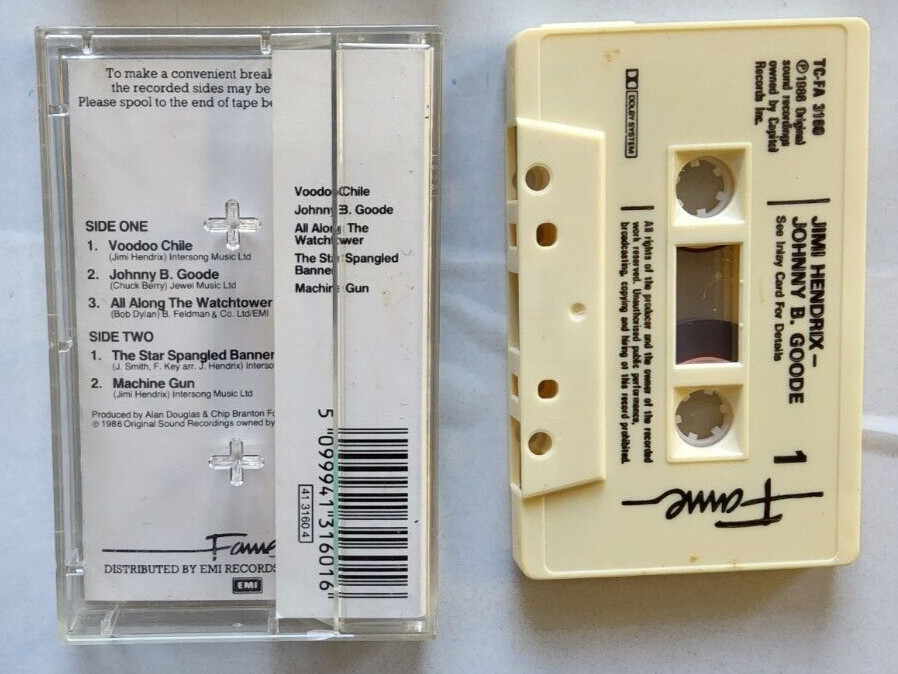 To make a convenient break
the recorded sides may be
Please spool to the end of tape be
SIDE ONE
1. Voodoo Chile
(Jimi Hendrix) Intersong Music Ltd
2. Johnny B. Goode
(Chuck Berry) Jewel Music Ltd
3. All Along The Watchtower
(Bob Dylan) B. Feldman & Co. Ltd/EMI
SIDE TWO
1. The Star Spangled Banner
(J. Smith, F. Key arr. J. Hendrix) Interso
2. Machine Gun
(Jimi Hendrix) Intersong Music Ltd
Produced by Alan Douglas & Chip Branton Fo
℗ 1986 Original Sound Recordings owned by
Fame
DISTRIBUTED BY EMI RECORDS
EMI
Voodoo Chile
Johnny B. Goode
All Along The
Watchtower
The Star Spangled
Banner
Machine Gun
5 099941 316016
41 3160 4
TC-FA 3160
℗ 1986 Original
sound recordings
owned by Capitol
Records Inc.
DOLBY SYSTEM
JIMI HENDRIX –
JOHNNY B. GOODE
See Inlay Card For Details
1
All rights of the producer and the owner of the recorded
work reserved. Unauthorised public performance,
broadcasting, copying and hiring of this record prohibited.
Fame